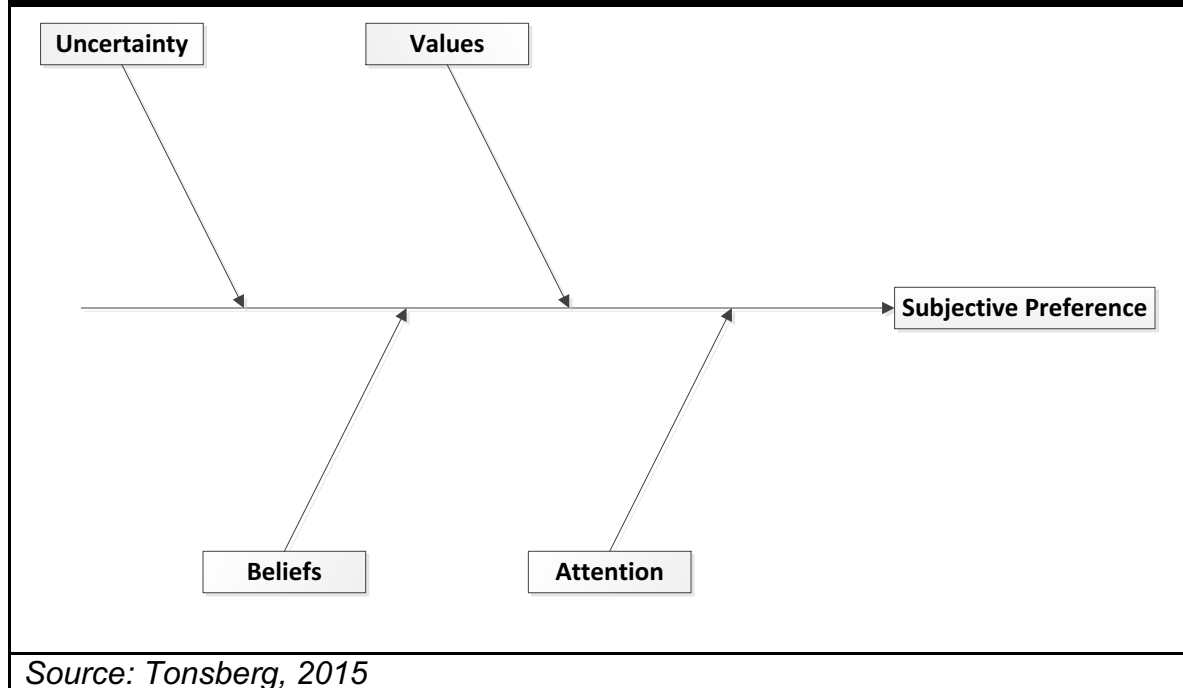 Uncertainty
Values
Subjective Preference
Beliefs
Attention
Source: Tonsberg, 2015